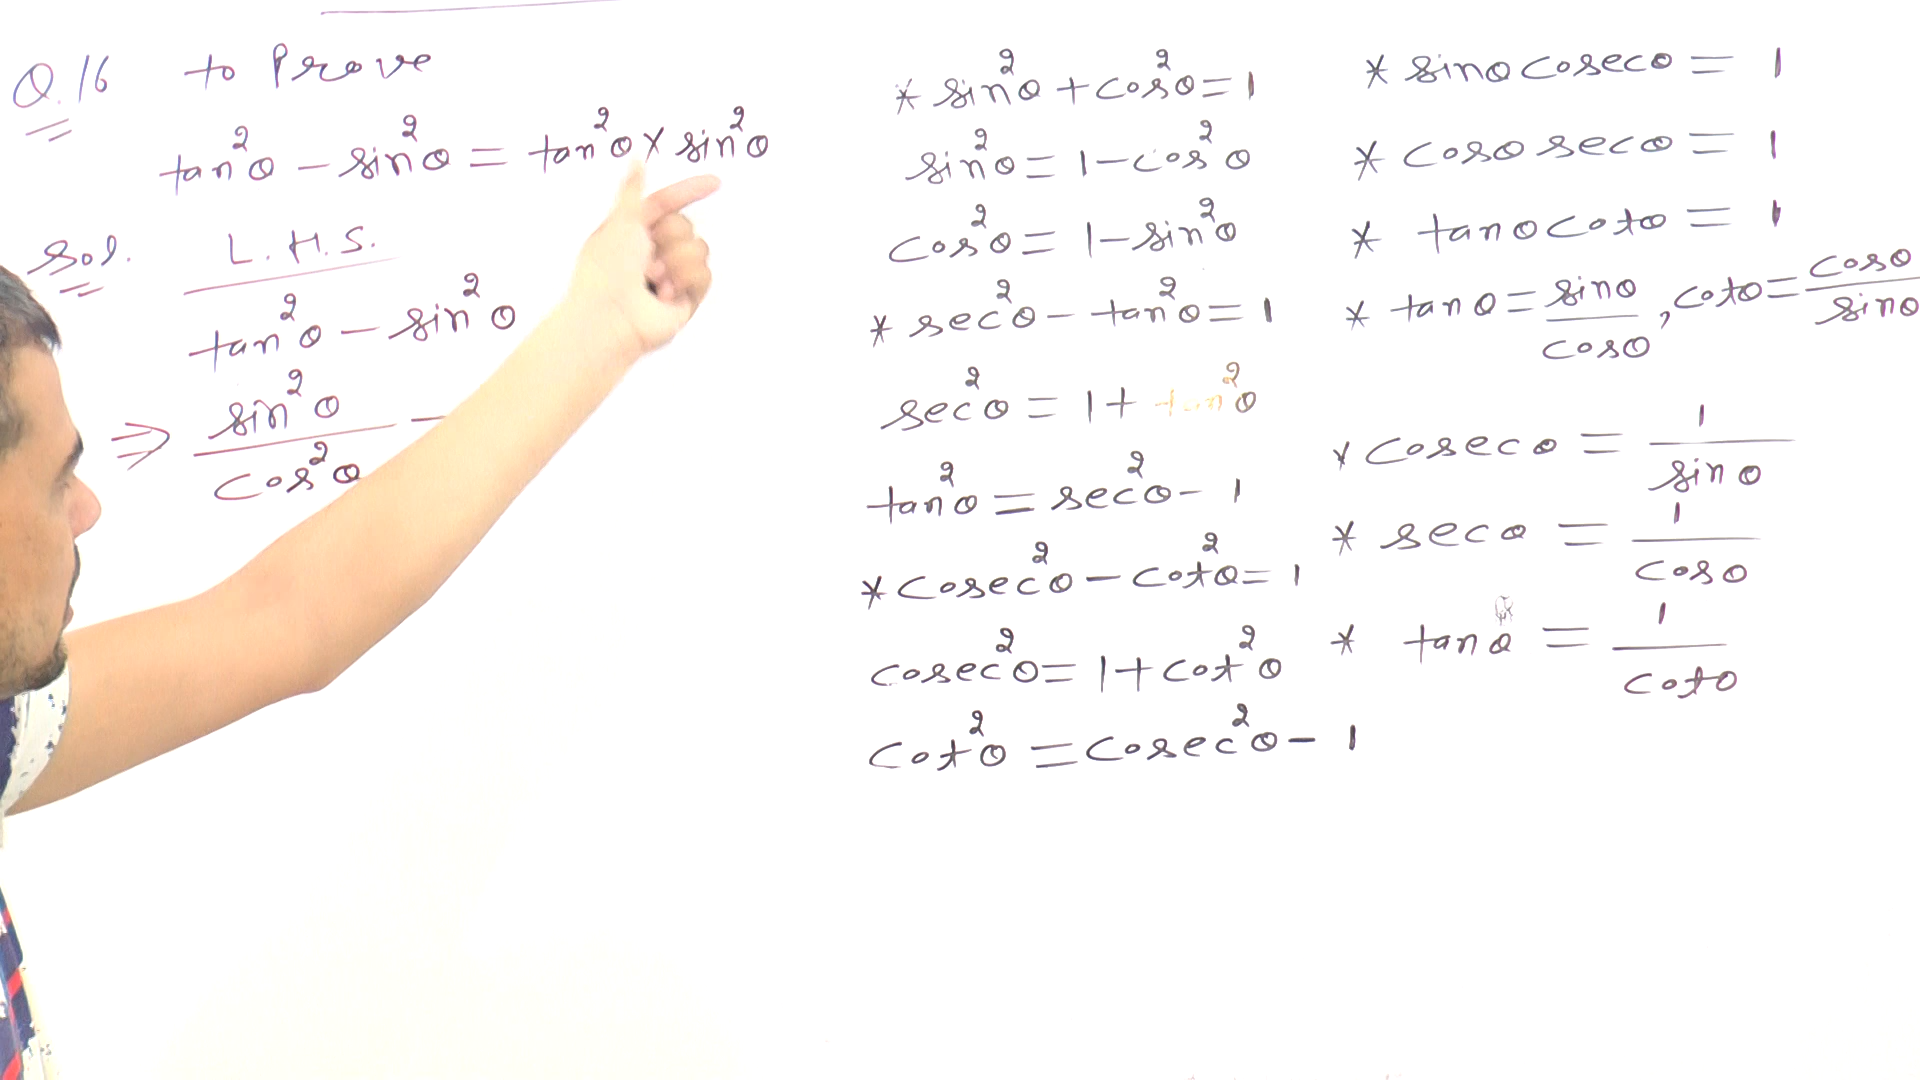 Q.16 to Prove
tan²θ - sin²θ = tan²θ × sin²θ
Sol. L.H.S.
tan²θ - sin²θ
⇒ sin²θ/cos²θ -
* sin²θ + cos²θ = 1
sin²θ = 1 - cos²θ
cos²θ = 1 - sin²θ
* sec²θ - tan²θ = 1
sec²θ = 1 + tan²θ
tan²θ = sec²θ - 1
* cosec²θ - cot²θ = 1
cosec²θ = 1 + cot²θ
cot²θ = cosec²θ - 1
* sinθ cosecθ = 1
* cosθ secθ = 1
* tanθ cotθ = 1
* tanθ = sinθ/cosθ, cotθ = cosθ/sinθ
* cosecθ = 1/sinθ
* secθ = 1/cosθ
* tanθ = 1/cotθ